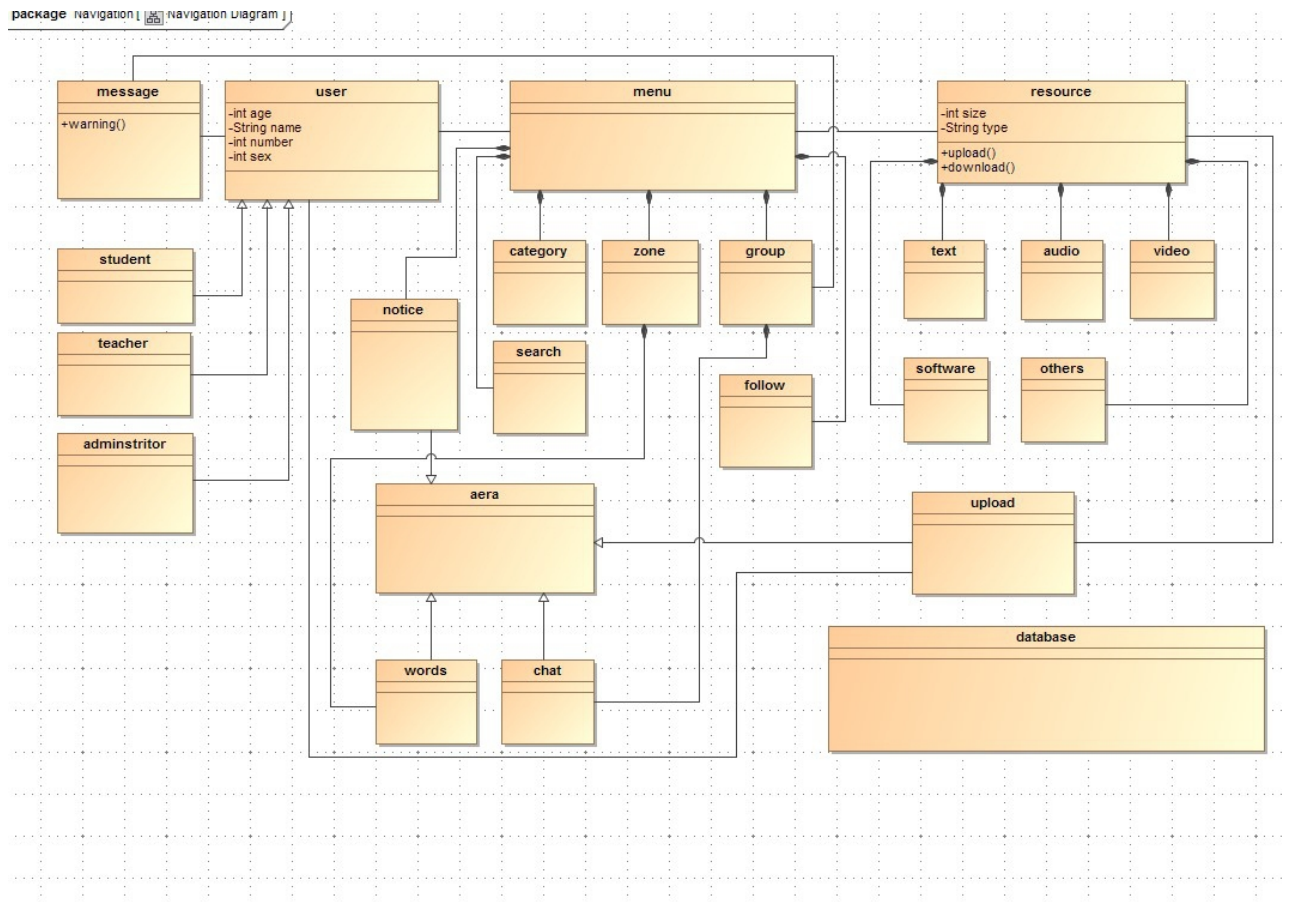 package Navigation [ Navigation Diagram ]
message
+warning()
user
-int age
-String name
-int number
-int sex
menu
resource
-int size
-String type
+upload()
+download()
student
category
zone
group
text
audio
video
notice
teacher
search
software
others
follow
adminstritor
aera
upload
database
words
chat